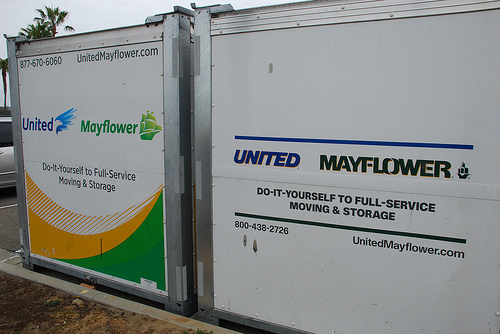 877-670-6060 UnitedMayflower.com
United Mayflower
Do-It-Yourself to Full-Service
Moving & Storage
UNITED MAYFLOWER
DO-IT-YOURSELF TO FULL-SERVICE
MOVING & STORAGE
800-438-2726
UnitedMayflower.com